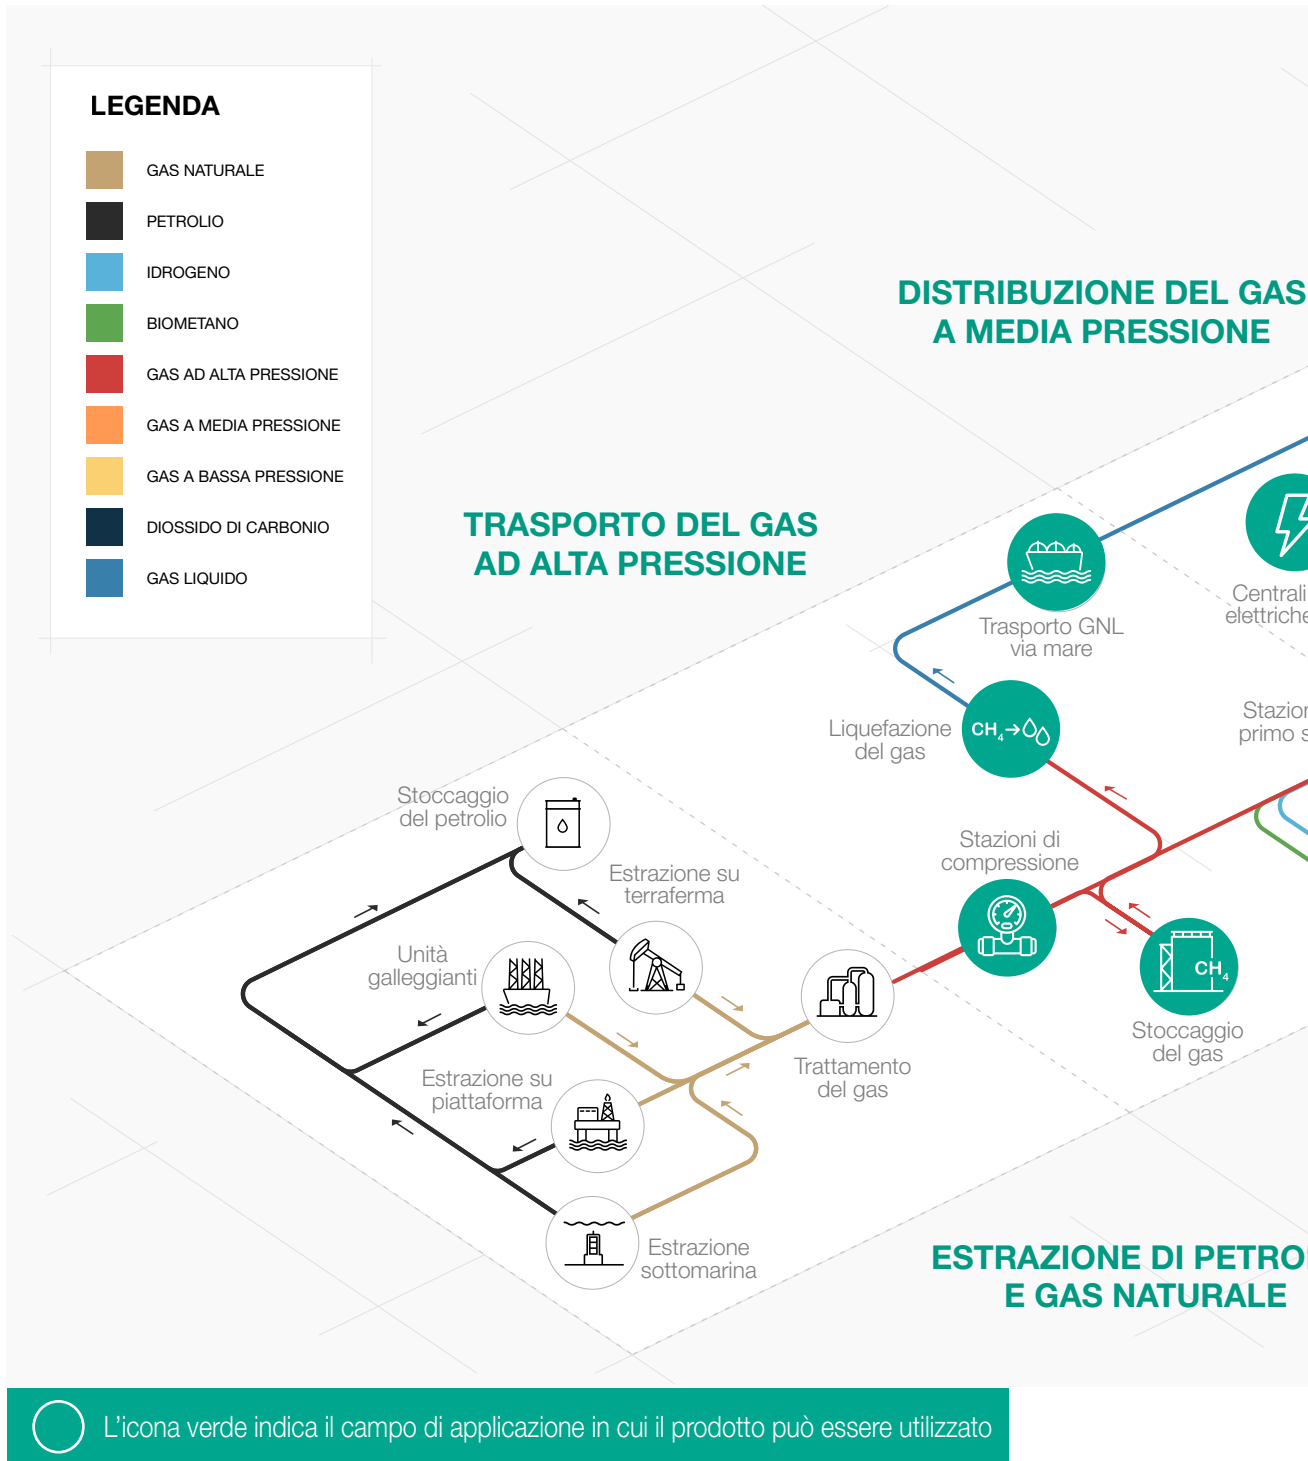 LEGENDA
GAS NATURALE
PETROLIO
IDROGENO
BIOMETANO
GAS AD ALTA PRESSIONE
GAS A MEDIA PRESSIONE
GAS A BASSA PRESSIONE
DIOSSIDO DI CARBONIO
GAS LIQUIDO
DISTRIBUZIONE DEL GAS
A MEDIA PRESSIONE
TRASPORTO DEL GAS
AD ALTA PRESSIONE
Centrali
elettriche
Trasporto GNL
via mare
primo
Liquefazione
del gas
CH₄→
Stoccaggio
del petrolio
Stazioni di
compressione
Estrazione su
terraferma
Unità
galleggianti
CH₄
Stoccaggio
del gas
Trattamento
del gas
Estrazione su
piattaforma
Estrazione
sottomarina
ESTRAZIONE DI
E GAS NATURALE
L'icona verde indica il campo di applicazione in cui il prodotto può essere utilizzato